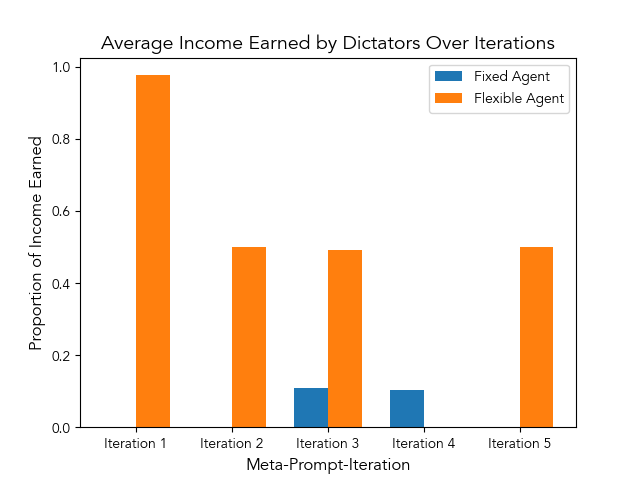 Average Income Earned by Dictators Over Iterations
Fixed Agent
Flexible Agent
1.0
0.8
0.6
0.4
0.2
0.0
Proportion of Income Earned
Iteration 1
Iteration 2
Iteration 3
Iteration 4
Iteration 5
Meta-Prompt-Iteration